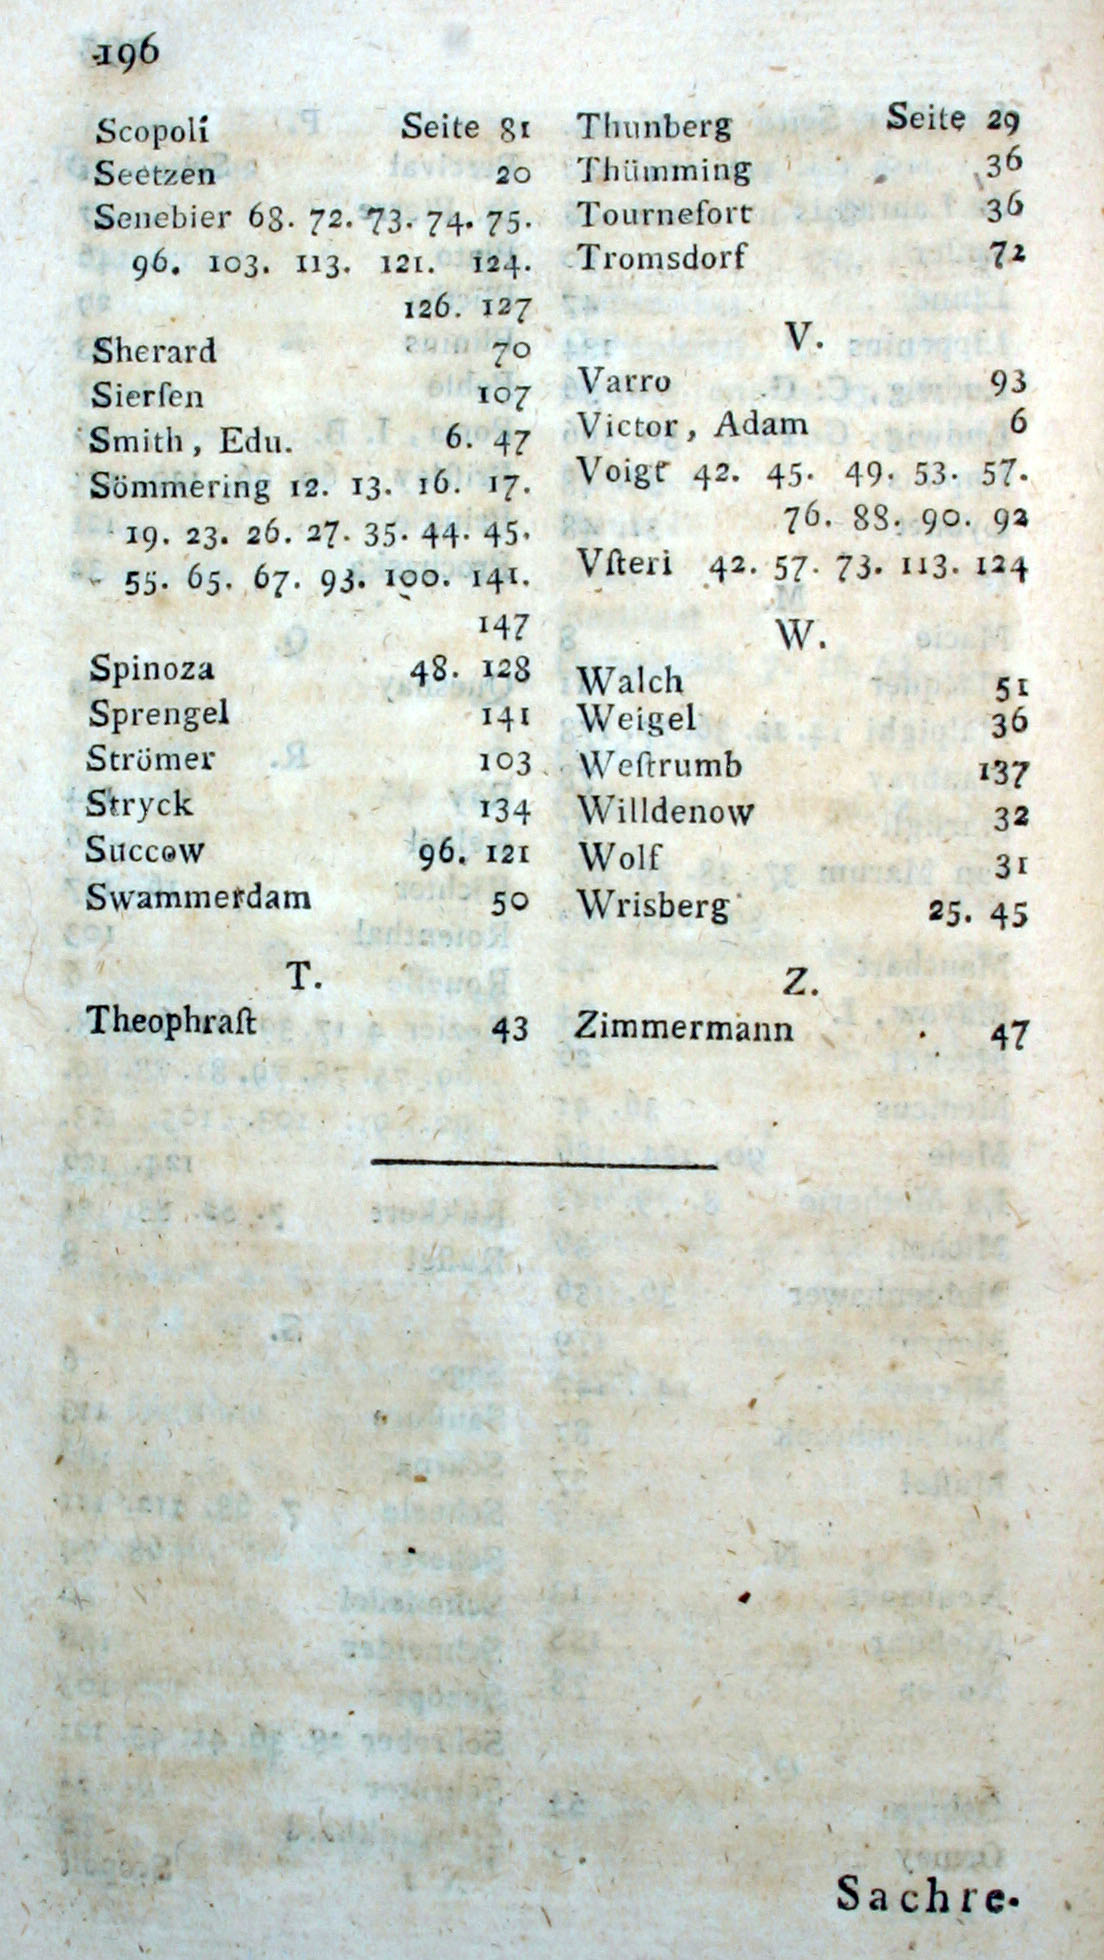 196
Scopoli Seite 81
Seetzen 20
Senebier 68. 72. 73. 74. 75.
96. 103. 113. 121. 124.
126. 127
Sherard 70
Sierſen 107
Smith, Edu. 6. 47
Sömmering 12. 13. 16. 17.
19. 23. 26. 27. 35. 44. 45.
55. 65. 67. 93. 100. 141.
147
Spinoza 48. 128
Sprengel 141
Strömer 103
Stryck 134
Succow 96. 121
Swammerdam 50
T.
Theophraſt 43
Thunberg Seite 29
Thümming 36
Tournefort 36
Tromsdorf 72
V.
Varro 93
Victor, Adam 6
Voigt 42. 45. 49. 53. 57.
76. 88. 90. 92
Vſteri 42. 57. 73. 113. 124
W.
Walch 51
Weigel 36
Weſtrumb 137
Willdenow 32
Wolf 31
Wrisberg 25. 45
Z.
Zimmermann 47
Sachre-